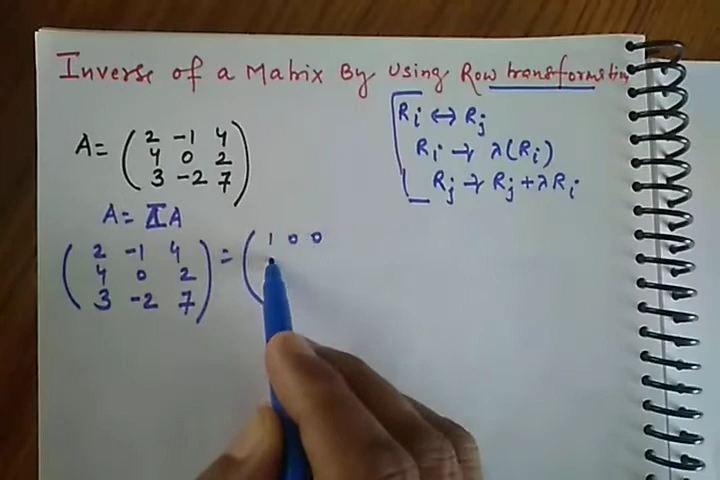 Inverse of a Matrix By Using Row transformation
A = ( 2 -1 4
4 0 2
3 -2 7 )
Ri ↔ Rj
Ri → λ(Ri)
Rj → Rj + λRi
A = IA
( 2 -1 4
4 0 2
3 -2 7 ) = ( 1 0 0